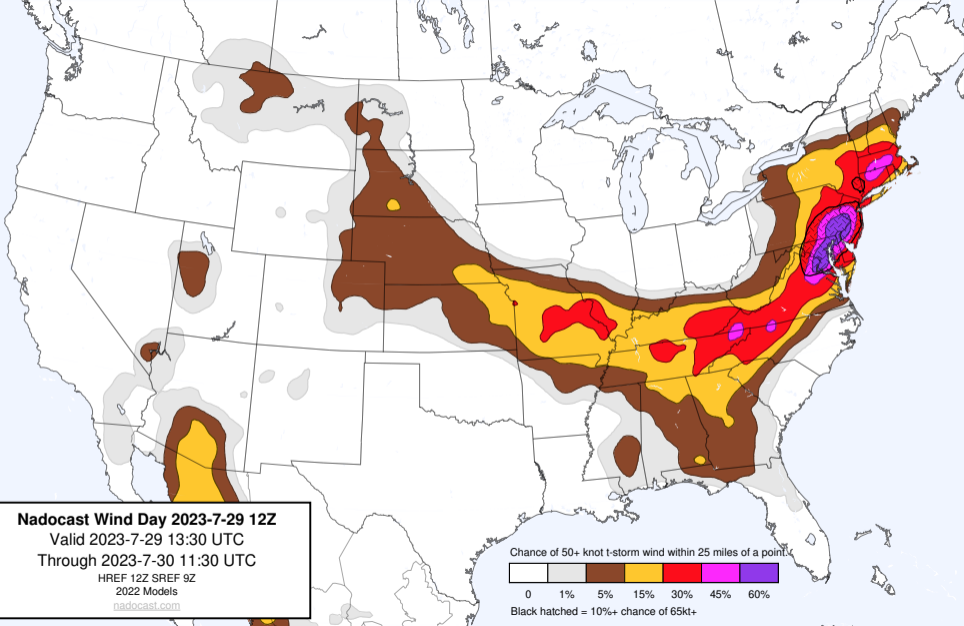 Nadocast Wind Day 2023-7-29 12Z
Valid 2023-7-29 13:30 UTC
Through 2023-7-30 11:30 UTC
HREF 12Z SREF 9Z
2022 Models
nadocast.com
Chance of 50+ knot t-storm wind within 25 miles of a point.
0 1% 5% 15% 30% 45% 60%
Black hatched = 10%+ chance of 65kt+